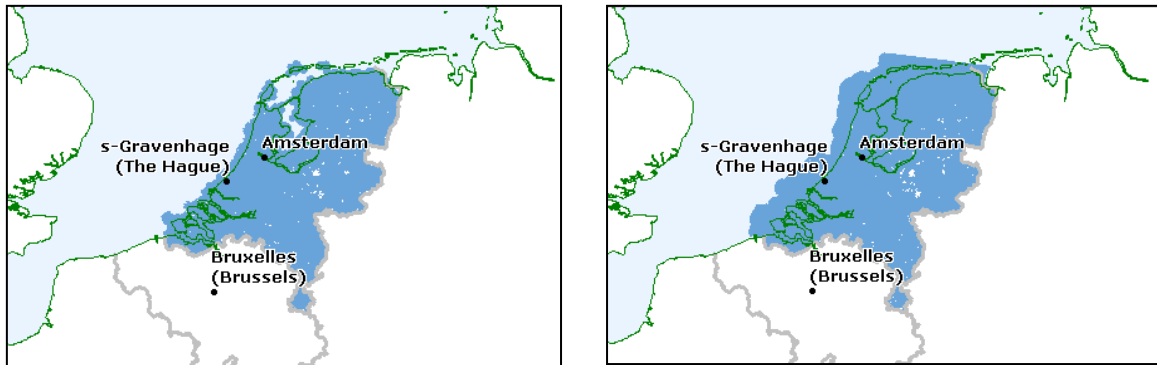 s-Gravenhage
(The Hague)
Amsterdam
Bruxelles
(Brussels)
s-Gravenhage
(The Hague)
Amsterdam
Bruxelles
(Brussels)